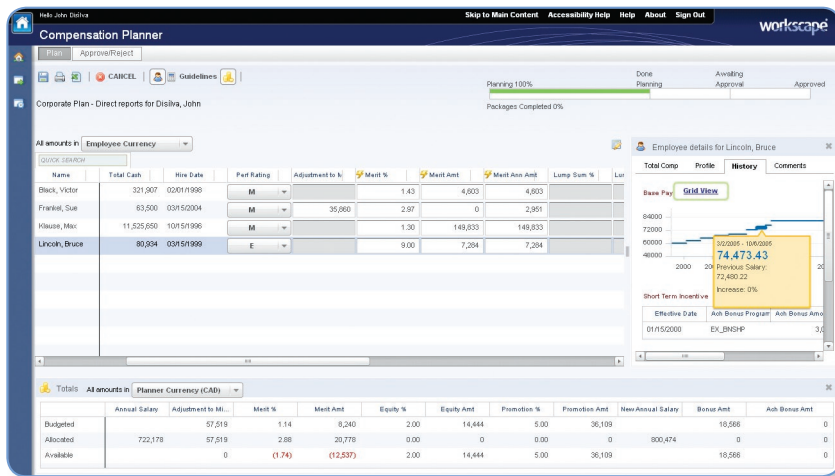 Hello John Disilva
Skip to Main Content Accessibility Help Help About Sign Out
workscape
Compensation Planner
Plan Approve/Reject
CANCEL Guidelines
Planning 100% Done Planning Awaiting Approval Approved
Packages Completed 0%
Corporate Plan - Direct reports for Disilva, John
All amounts in Employee Currency
QUICK SEARCH
Name Total Cash Hire Date Perf Rating Adjustment to M Merit % Merit Amt Merit Ann Amt Lump Sum % Lur
Black, Victor 321,907 02/01/1998 M 1.43 4,603 4,603
Frankel, Sue 63,500 03/15/2004 M 35,860 2.97 0 2,951
Klause, Max 11,525,650 10/15/1996 M 1.30 149,833 149,833
Lincoln, Bruce 80,934 03/15/1999 E 9.00 7,284 7,284
Employee details for Lincoln, Bruce
Total Comp Profile History Comments
Base Pay Grid View
84000
72000
60000
48000
2000 20 20
3/2/2005 - 10/6/2005
74,473.43
Previous Salary:
72,480.22
Increase: 0%
Short Term Incentive
Effective Date Ach Bonus Program Ach Bonus Amo
01/15/2000 EX_BNSHP 3,0
Totals All amounts in Planner Currency (CAD)
Annual Salary Adjustment to Mi... Merit % Merit Amt Equity % Equity Amt Promotion % Promotion Amt New Annual Salary Bonus Amt Ach Bonus Amt
Budgeted 57,519 1.14 8,240 2.00 14,444 5.00 36,109 18,566 0
Allocated 722,178 57,519 2.88 20,778 0.00 0 0.00 0 800,474 0 0
Available 0 (1.74) (12,537) 2.00 14,444 5.00 36,109 18,566 0